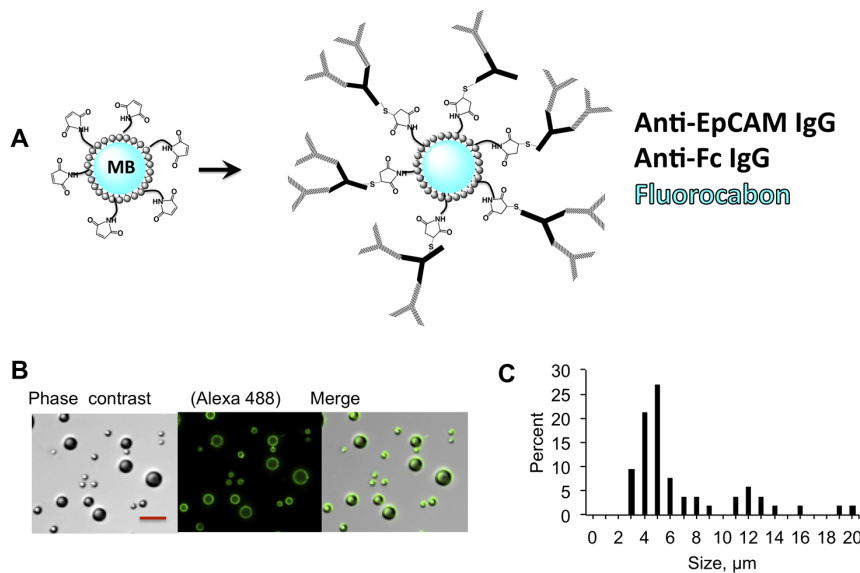 A
MB
O
O
N
NH
S
Anti-EpCAM IgG
Anti-Fc IgG
Fluorocabon
B
Phase contrast
(Alexa 488)
Merge
C
Percent
30
25
20
15
10
5
0
0 2 4 6 8 10 12 14 16 18 20
Size, µm